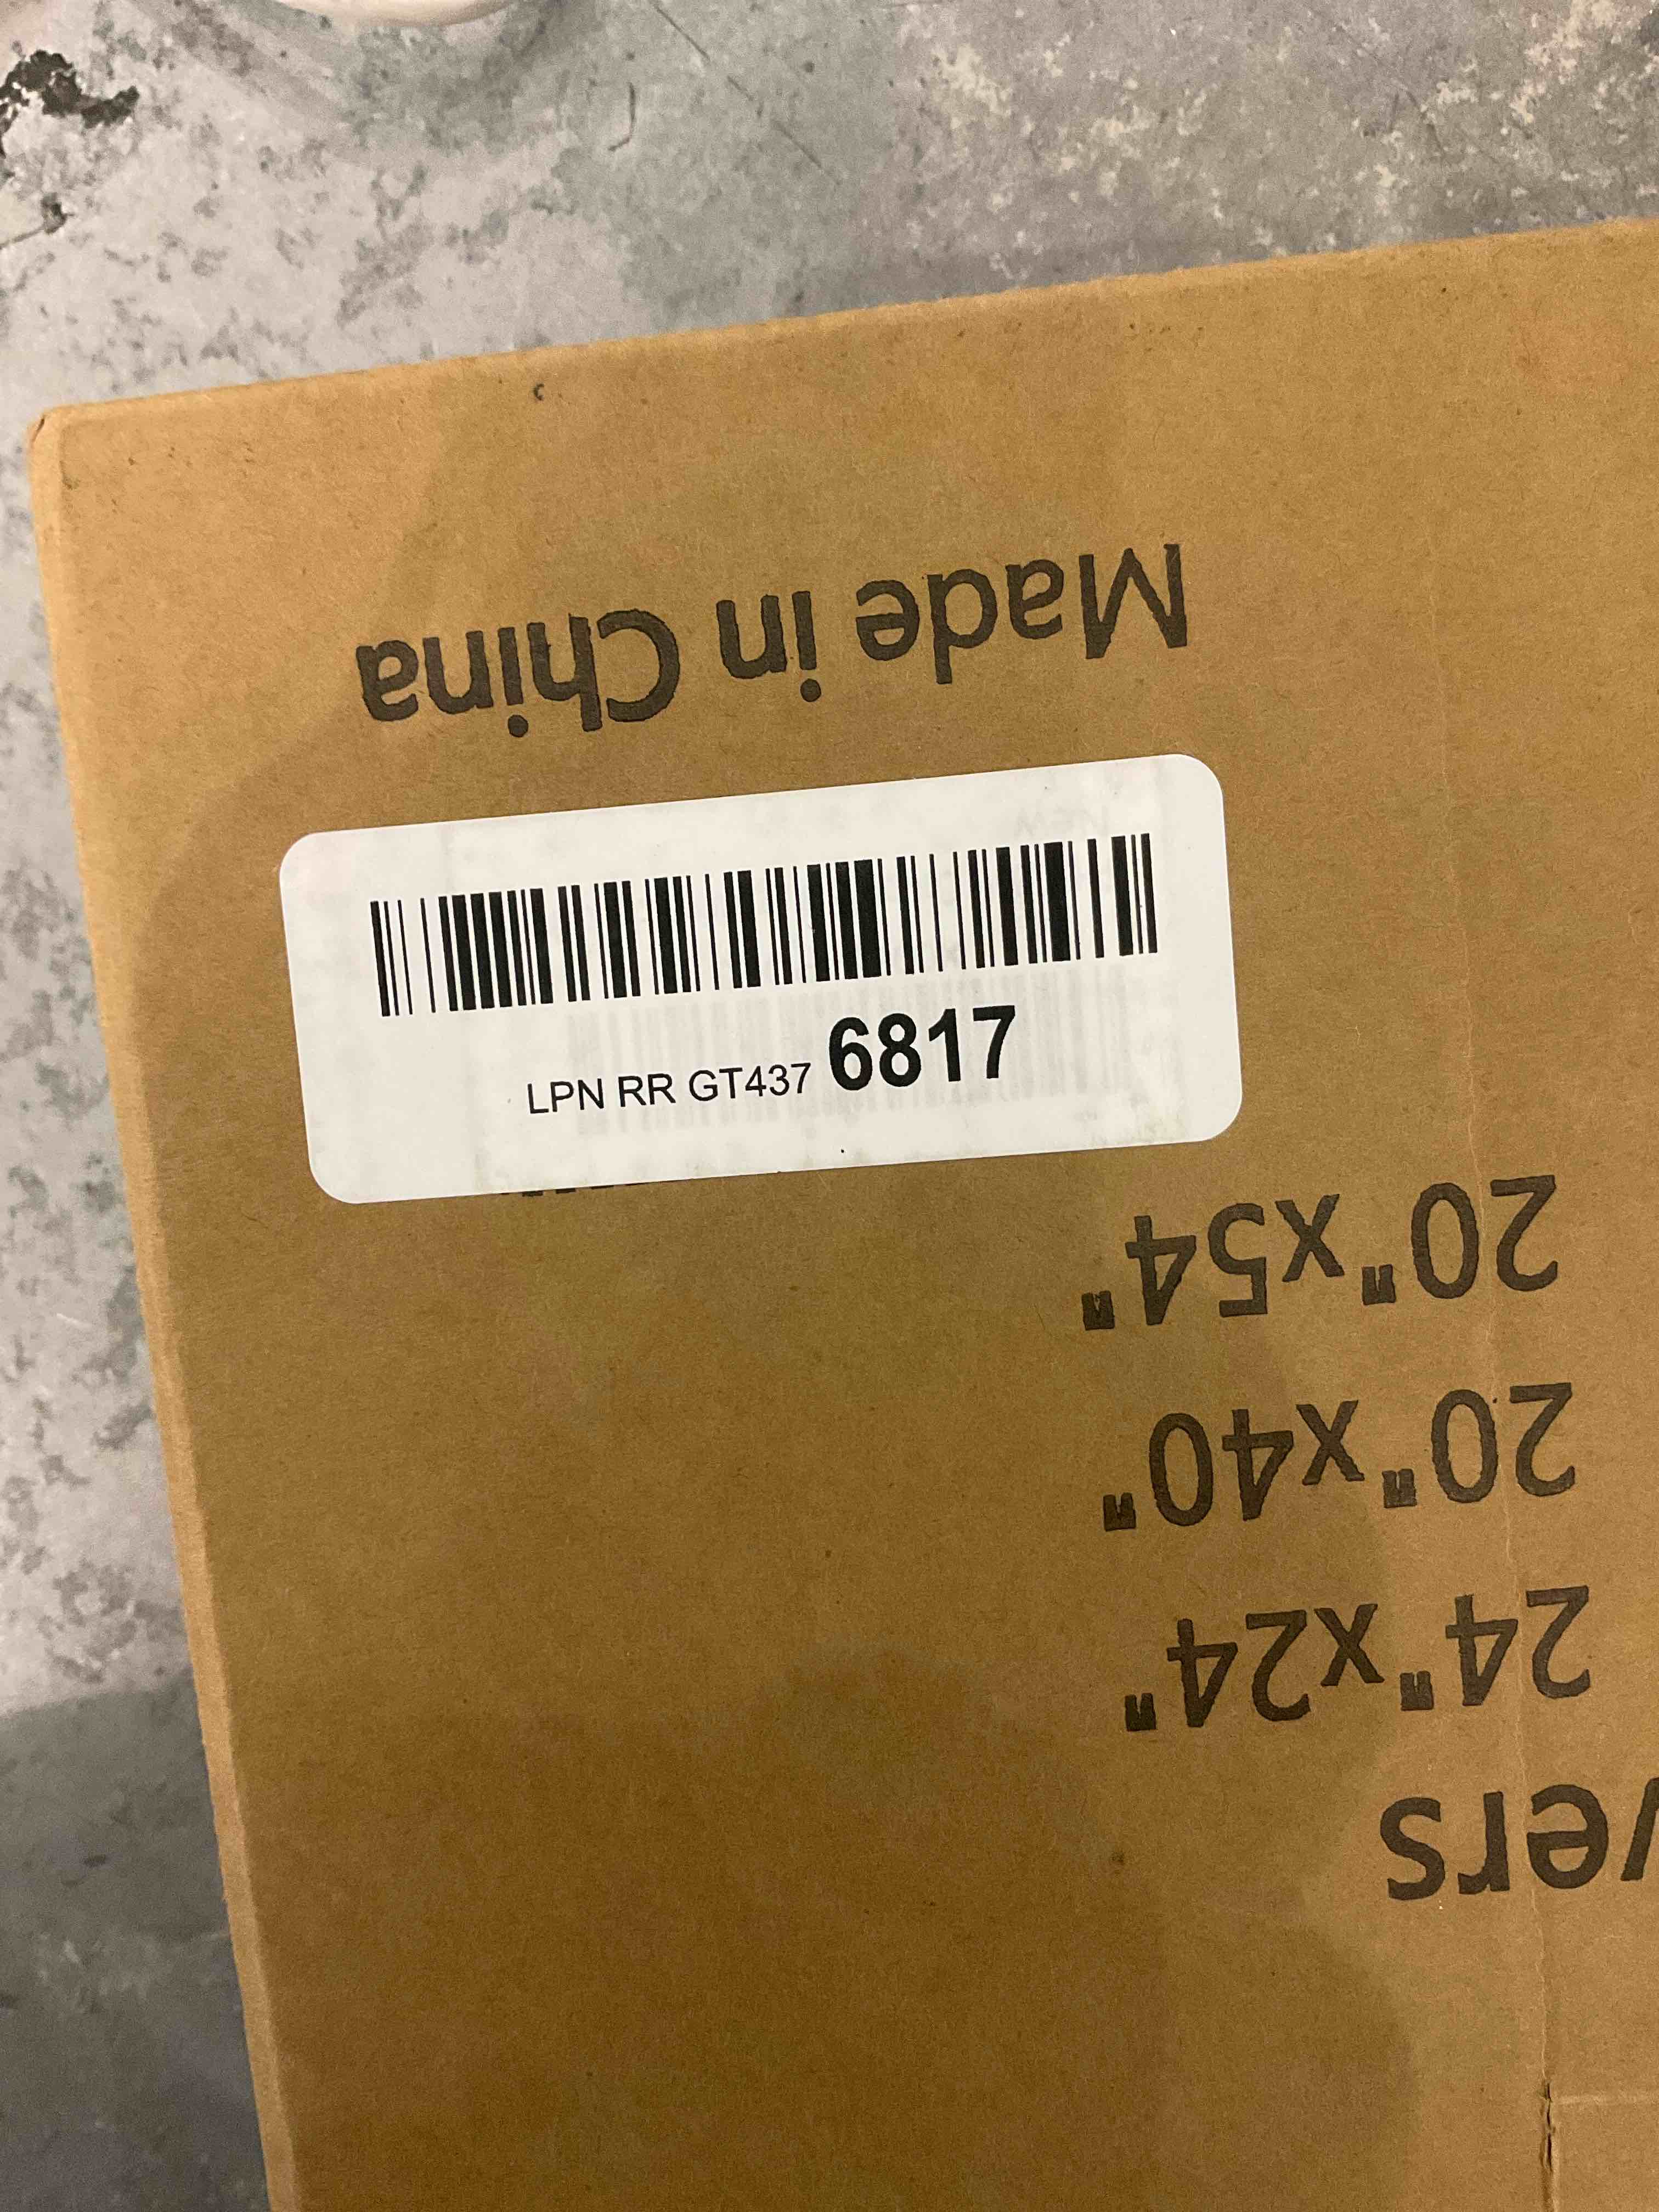 Made in China
LPN RR GT437 6817
20"x54"
20"x40"
24"x24"
vers